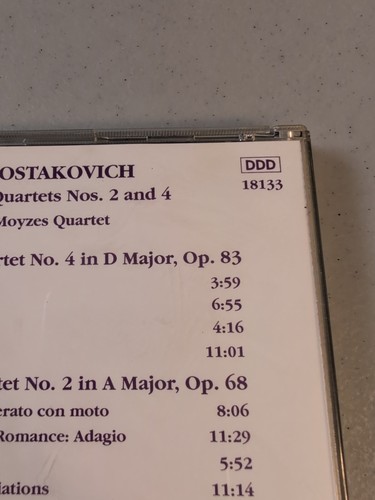 OSTAKOVICH
DDD
18133
Quartets Nos. 2 and 4
Moyzes Quartet
rtet No. 4 in D Major, Op. 83
3:59
6:55
4:16
11:01
tet No. 2 in A Major, Op. 68
erato con moto 8:06
Romance: Adagio 11:29
5:52
iations 11:14